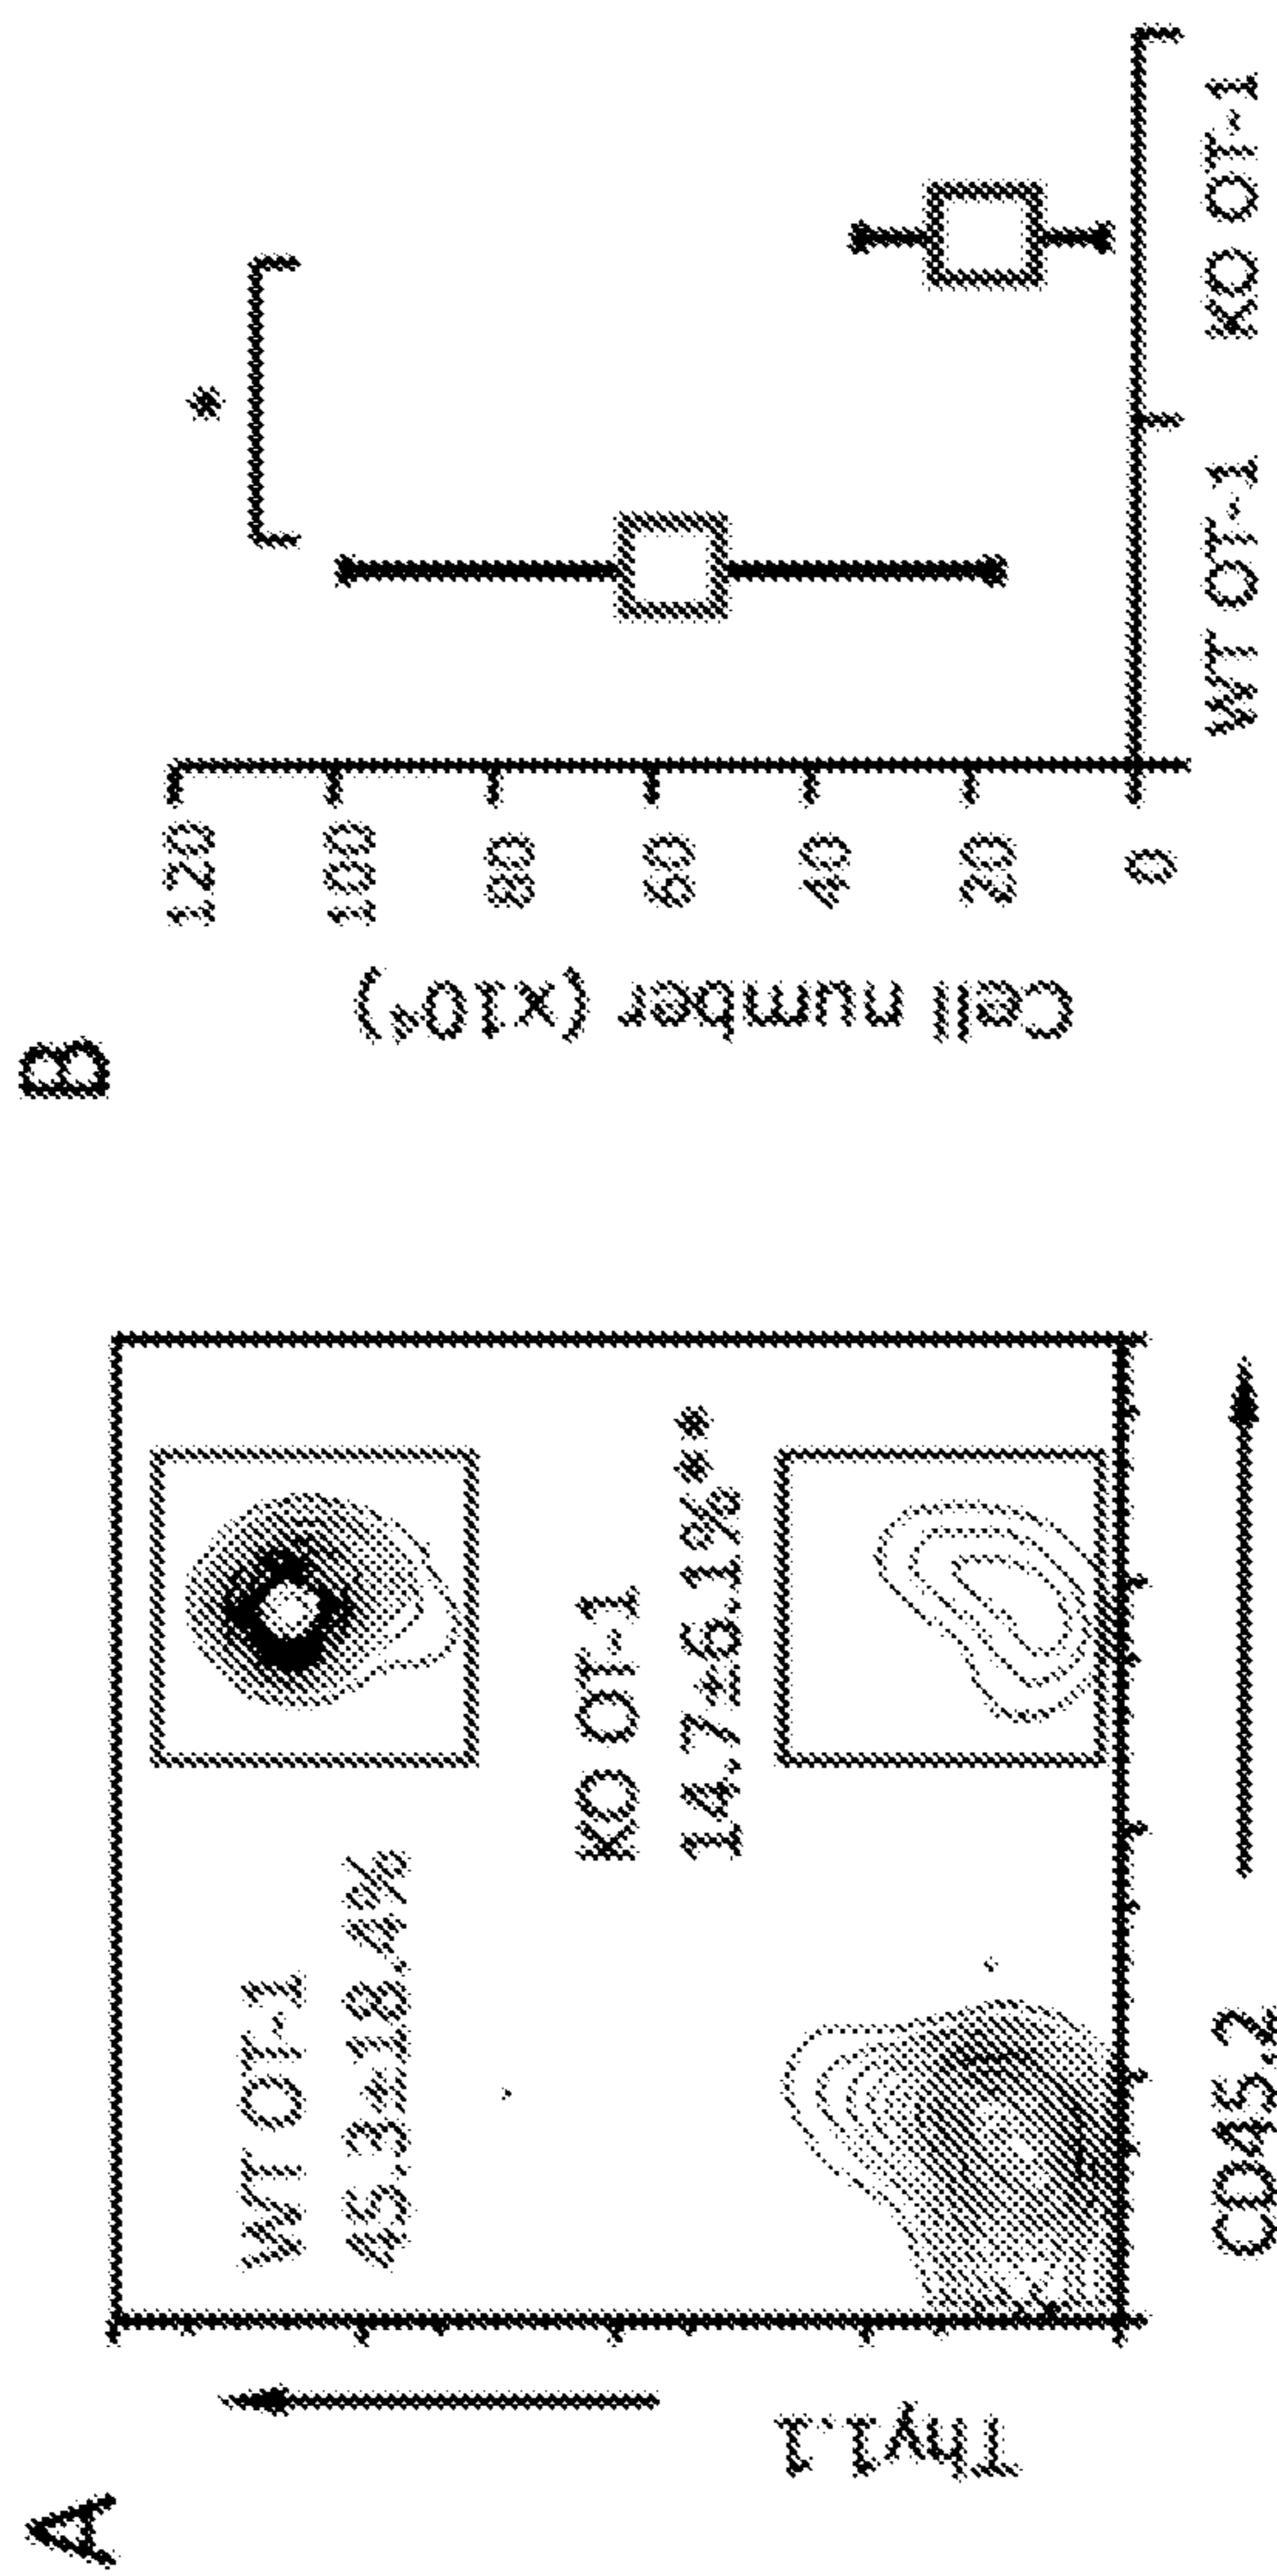 A
Thy1.1
WT OT-1
45.3±18.4%
KO OT-1
14.7±6.1%**
CD45.2
B
Cell number (x10⁴)
120
100
80
60
40
20
0
*
WT OT-1
KO OT-1